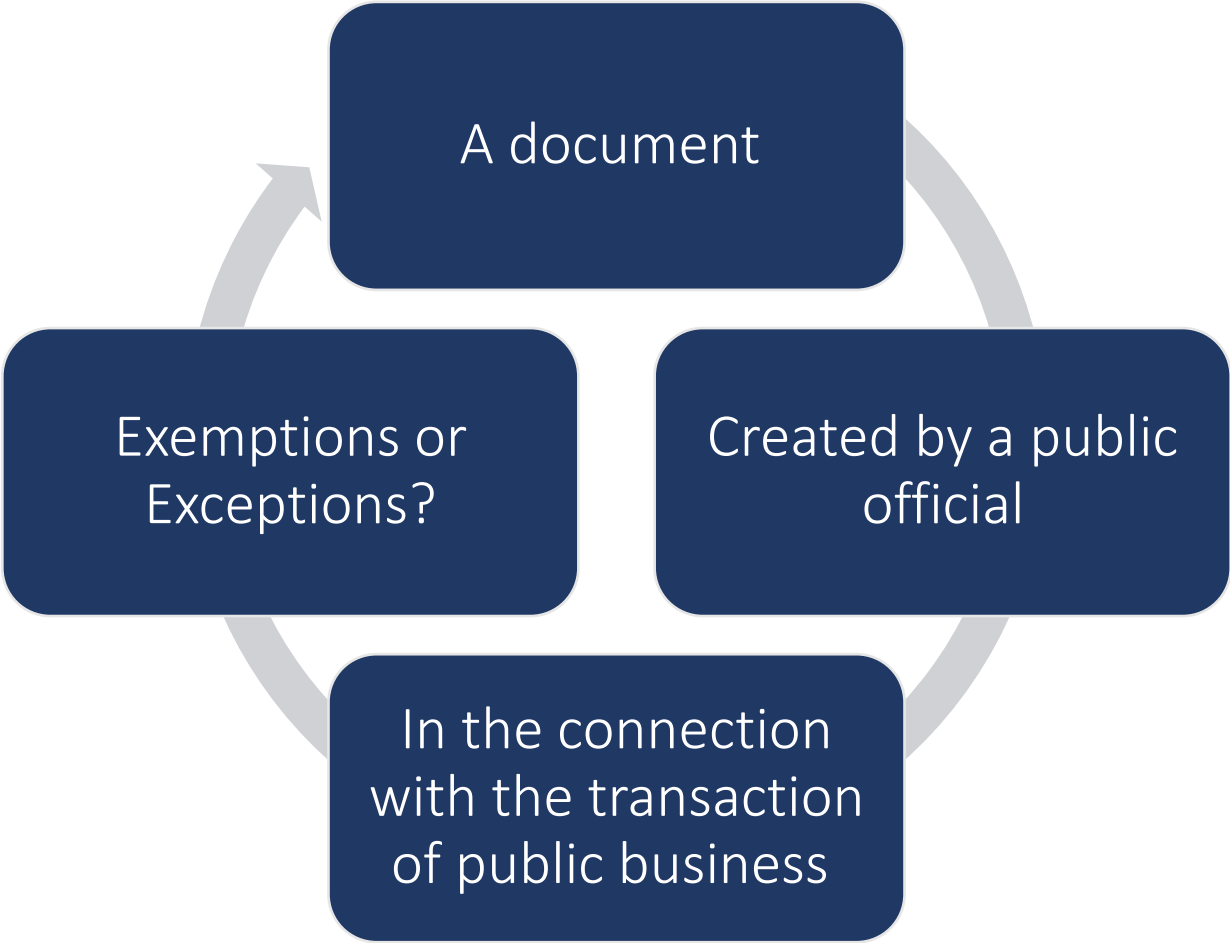 A document
Created by a public
official
In the connection
with the transaction
of public business
Exemptions or
Exceptions?